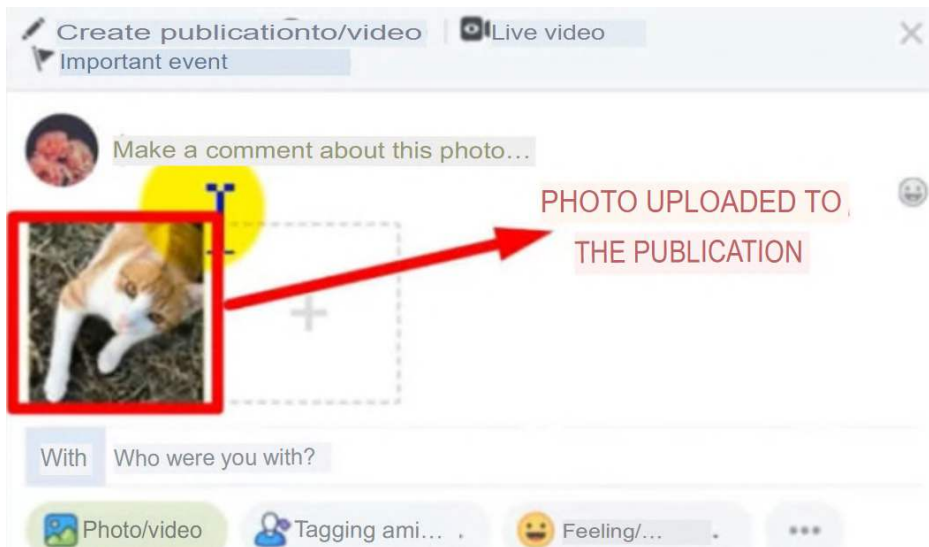 Create publicationto/video Live video
Important event
Make a comment about this photo...
PHOTO UPLOADED TO
THE PUBLICATION
With Who were you with?
Photo/video Tagging ami... . Feeling/... .